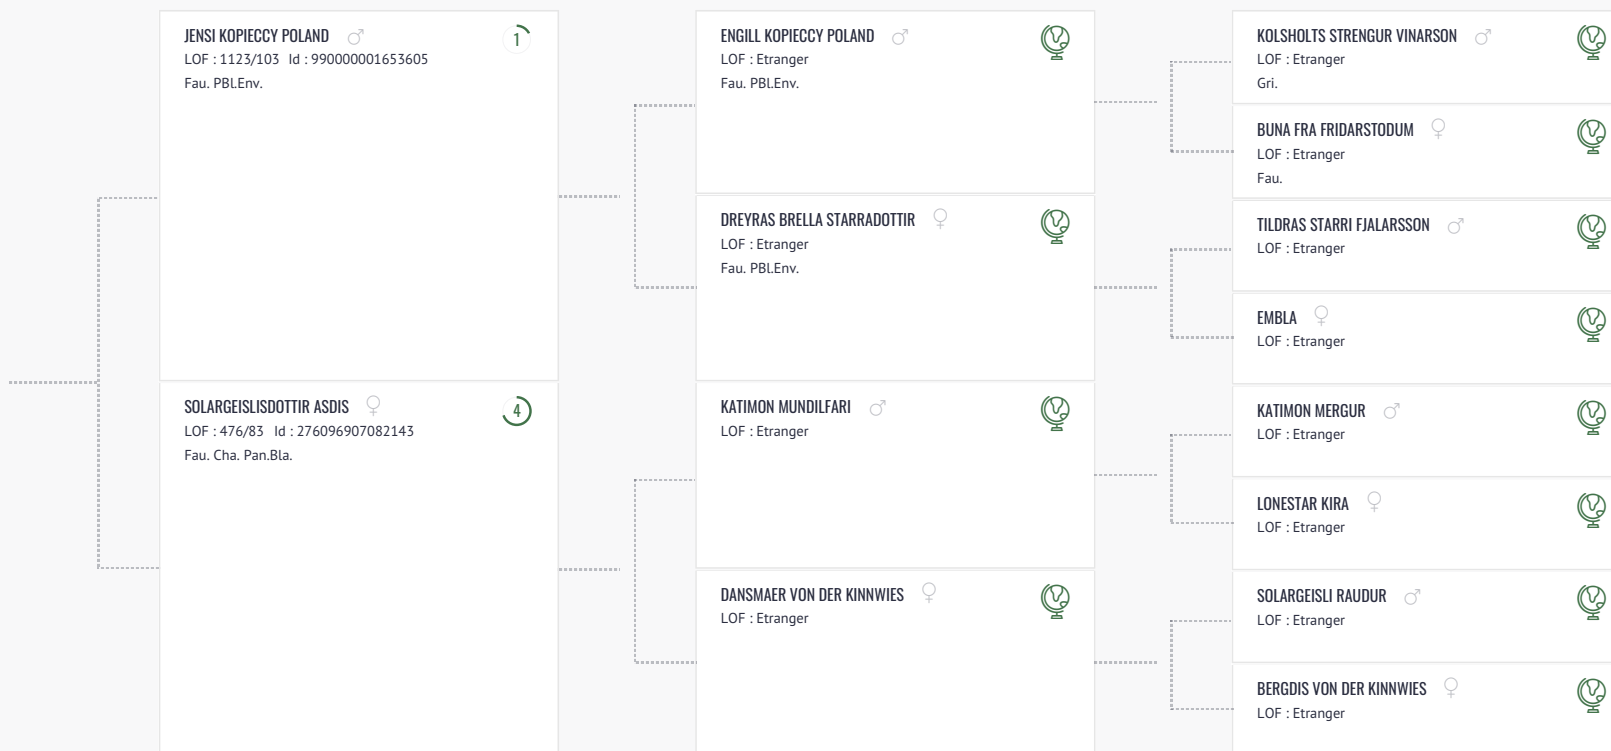 JENSI KOPIECCY POLAND
1
LOF : 1123/103 Id : 990000001653605
Fau. PBl.Env.
SOLARGEISLISDOTTIR ASDIS
4
LOF : 476/83 Id : 276096907082143
Fau. Cha. Pan.Bla.
ENGILL KOPIECCY POLAND
LOF : Etranger
Fau. PBl.Env.
DREYRAS BRELLA STARRADOTTIR
LOF : Etranger
Fau. PBl.Env.
KATIMON MUNDILFARI
LOF : Etranger
DANSMAER VON DER KINNWIES
LOF : Etranger
KOLSHOLTS STRENGUR VINARSON
LOF : Etranger
Gri.
BUNA FRA FRIDARSTODUM
LOF : Etranger
Fau.
TILDRAS STARRI FJALARSSON
LOF : Etranger
EMBLA
LOF : Etranger
KATIMON MERGUR
LOF : Etranger
LONESTAR KIRA
LOF : Etranger
SOLARGEISLI RAUDUR
LOF : Etranger
BERGDIS VON DER KINNWIES
LOF : Etranger